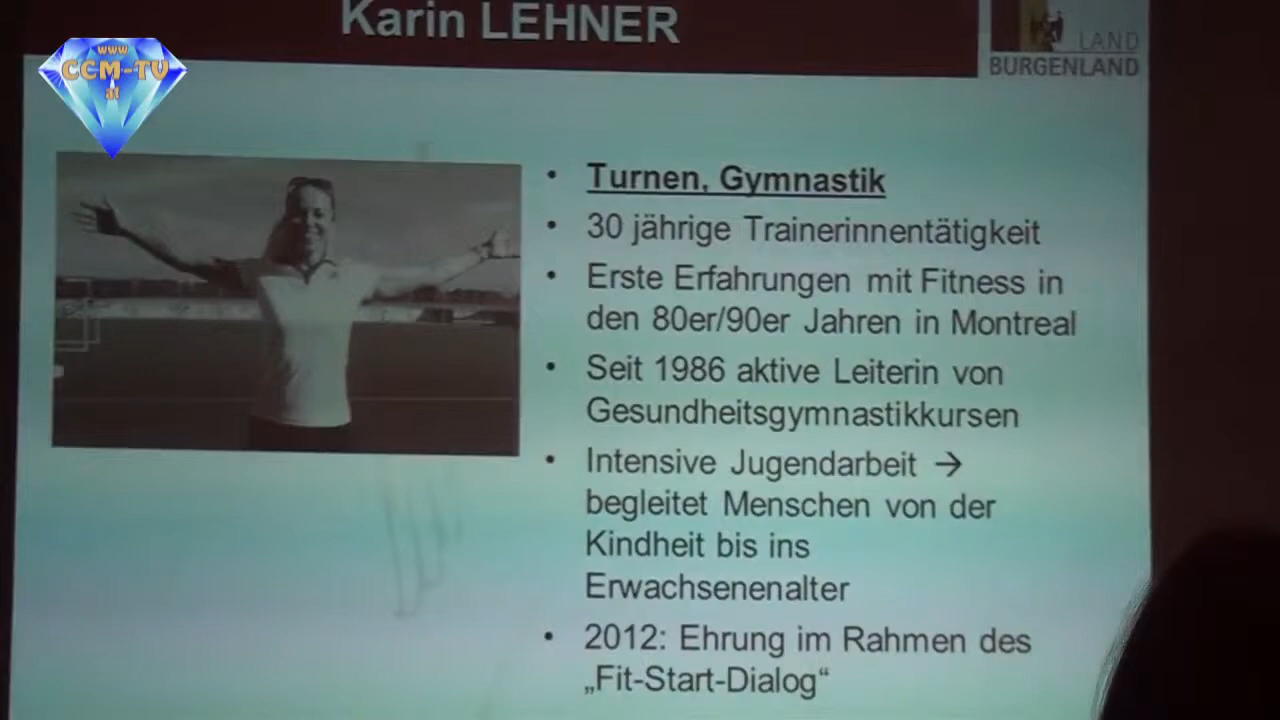 Karin LEHNER
www
CCM-TV
.at
LAND
BURGENLAND
• Turnen, Gymnastik
• 30 jährige Trainerinnentätigkeit
• Erste Erfahrungen mit Fitness in
den 80er/90er Jahren in Montreal
• Seit 1986 aktive Leiterin von
Gesundheitsgymnastikkursen
• Intensive Jugendarbeit →
begleitet Menschen von der
Kindheit bis ins
Erwachsenenalter
• 2012: Ehrung im Rahmen des
„Fit-Start-Dialog“